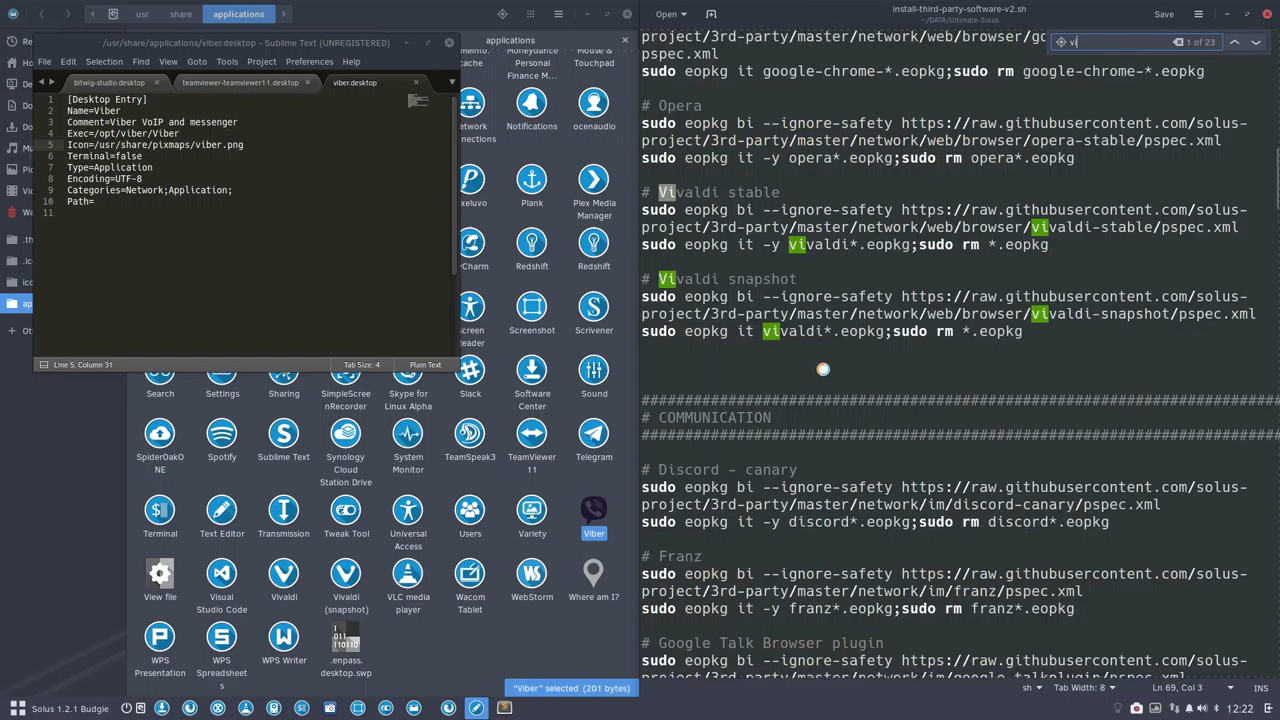 usr
share
applications
/usr/share/applications/viber.desktop - Sublime Text (UNREGISTERED)
File
Edit
Selection
Find
View
Goto
Tools
Project
Preferences
Help
bitwig-studio.desktop
teamviewer-teamviewer11.desktop
viber.desktop
1 [Desktop Entry]
2 Name=Viber
3 Comment=Viber VoIP and messenger
4 Exec=/opt/viber/Viber
5 Icon=/usr/share/pixmaps/viber.png
6 Terminal=false
7 Type=Application
8 Encoding=UTF-8
9 Categories=Network;Application;
10 Path=
11
Line 5, Column 31
Tab Size: 4
Plain Text
applications
Personal
Finance M...
Touchpad
Notifications
ocenaudio
Plank
Plex Media
Manager
Redshift
Redshift
Screenshot
Scrivener
Search
Settings
Sharing
SimpleScree
nRecorder
Skype for
Linux Alpha
Slack
Software
Center
Sound
SpiderOakO
NE
Spotify
Sublime Text
Synology
Cloud
Station Drive
System
Monitor
TeamSpeak3
TeamViewer
11
Telegram
Terminal
Text Editor
Transmission
Tweak Tool
Universal
Access
Users
Variety
Viber
View file
Visual
Studio Code
Vivaldi
Vivaldi
(snapshot)
VLC media
player
Wacom
Tablet
WebStorm
Where am I?
WPS
Presentation
WPS
Spreadsheet
s
WPS Writer
.enpass.
desktop.swp
"Viber" selected (201 bytes)
Open
install-third-party-software-v2.sh
~/DATA/Ultimate-Solus
Save
vi
1 of 23
project/3rd-party/master/network/web/browser/go
pspec.xml
sudo eopkg it google-chrome-*.eopkg;sudo rm google-chrome-*.eopkg
# Opera
sudo eopkg bi --ignore-safety https://raw.githubusercontent.com/solus-
project/3rd-party/master/network/web/browser/opera-stable/pspec.xml
sudo eopkg it opera*.eopkg;sudo rm opera*.eopkg
# Vivaldi stable
sudo eopkg bi --ignore-safety https://raw.githubusercontent.com/solus-
project/3rd-party/master/network/web/browser/vivaldi-stable/pspec.xml
sudo eopkg it -y vivaldi*.eopkg;sudo rm *.eopkg
# Vivaldi snapshot
sudo eopkg bi --ignore-safety https://raw.githubusercontent.com/solus-
project/3rd-party/master/network/web/browser/vivaldi-snapshot/pspec.xml
sudo eopkg it vivaldi*.eopkg;sudo rm *.eopkg
##########################################################################
# COMMUNICATION
##########################################################################
# Discord - canary
sudo eopkg bi --ignore-safety https://raw.githubusercontent.com/solus-
project/3rd-party/master/network/im/discord-canary/pspec.xml
sudo eopkg it -y discord*.eopkg;sudo rm discord*.eopkg
# Franz
sudo eopkg bi --ignore-safety https://raw.githubusercontent.com/solus-
project/3rd-party/master/network/im/franz/pspec.xml
sudo eopkg it -y franz*.eopkg;sudo rm franz*.eopkg
# Google Talk Browser plugin
sudo eopkg bi --ignore-safety https://raw.githubusercontent.com/solus-
sh
Tab Width: 8
Ln 69, Col 3
INS
Solus 1.2.1 Budgie
12:22